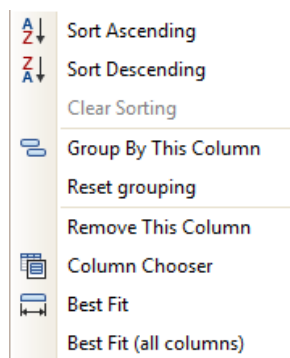 Sort Ascending
Sort Descending
Clear Sorting
Group By This Column
Reset grouping
Remove This Column
Column Chooser
Best Fit
Best Fit (all columns)